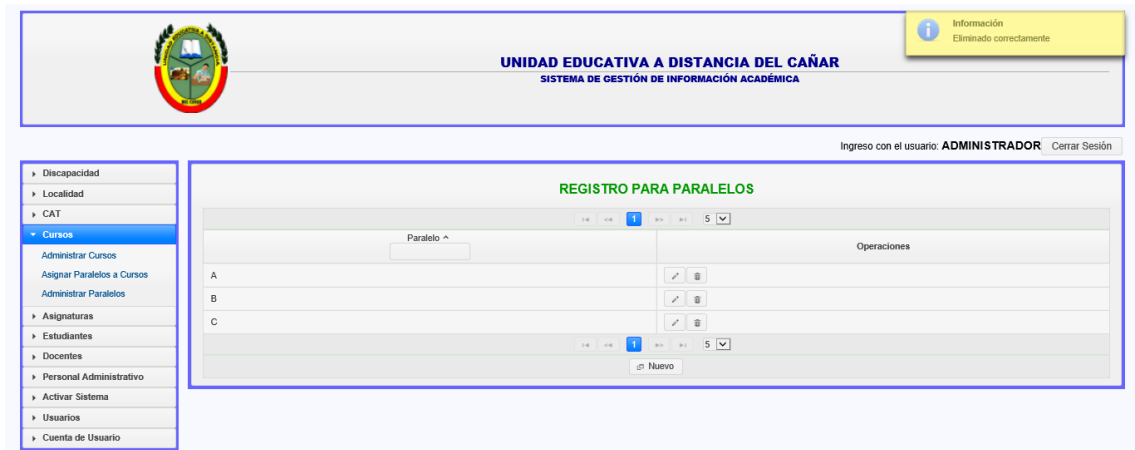 Información
Eliminado correctamente
UNIDAD EDUCATIVA A DISTANCIA DEL CAÑAR
SISTEMA DE GESTIÓN DE INFORMACIÓN ACADÉMICA
Ingreso con el usuario: ADMINISTRADOR Cerrar Sesión
Discapacidad
Localidad
CAT
Cursos
Administrar Cursos
Asignar Paralelos a Cursos
Administrar Paralelos
Asignaturas
Estudiantes
Docentes
Personal Administrativo
Activar Sistema
Usuarios
Cuenta de Usuario
REGISTRO PARA PARALELOS
1 5
Paralelo Operaciones
A
B
C
1 5
Nuevo